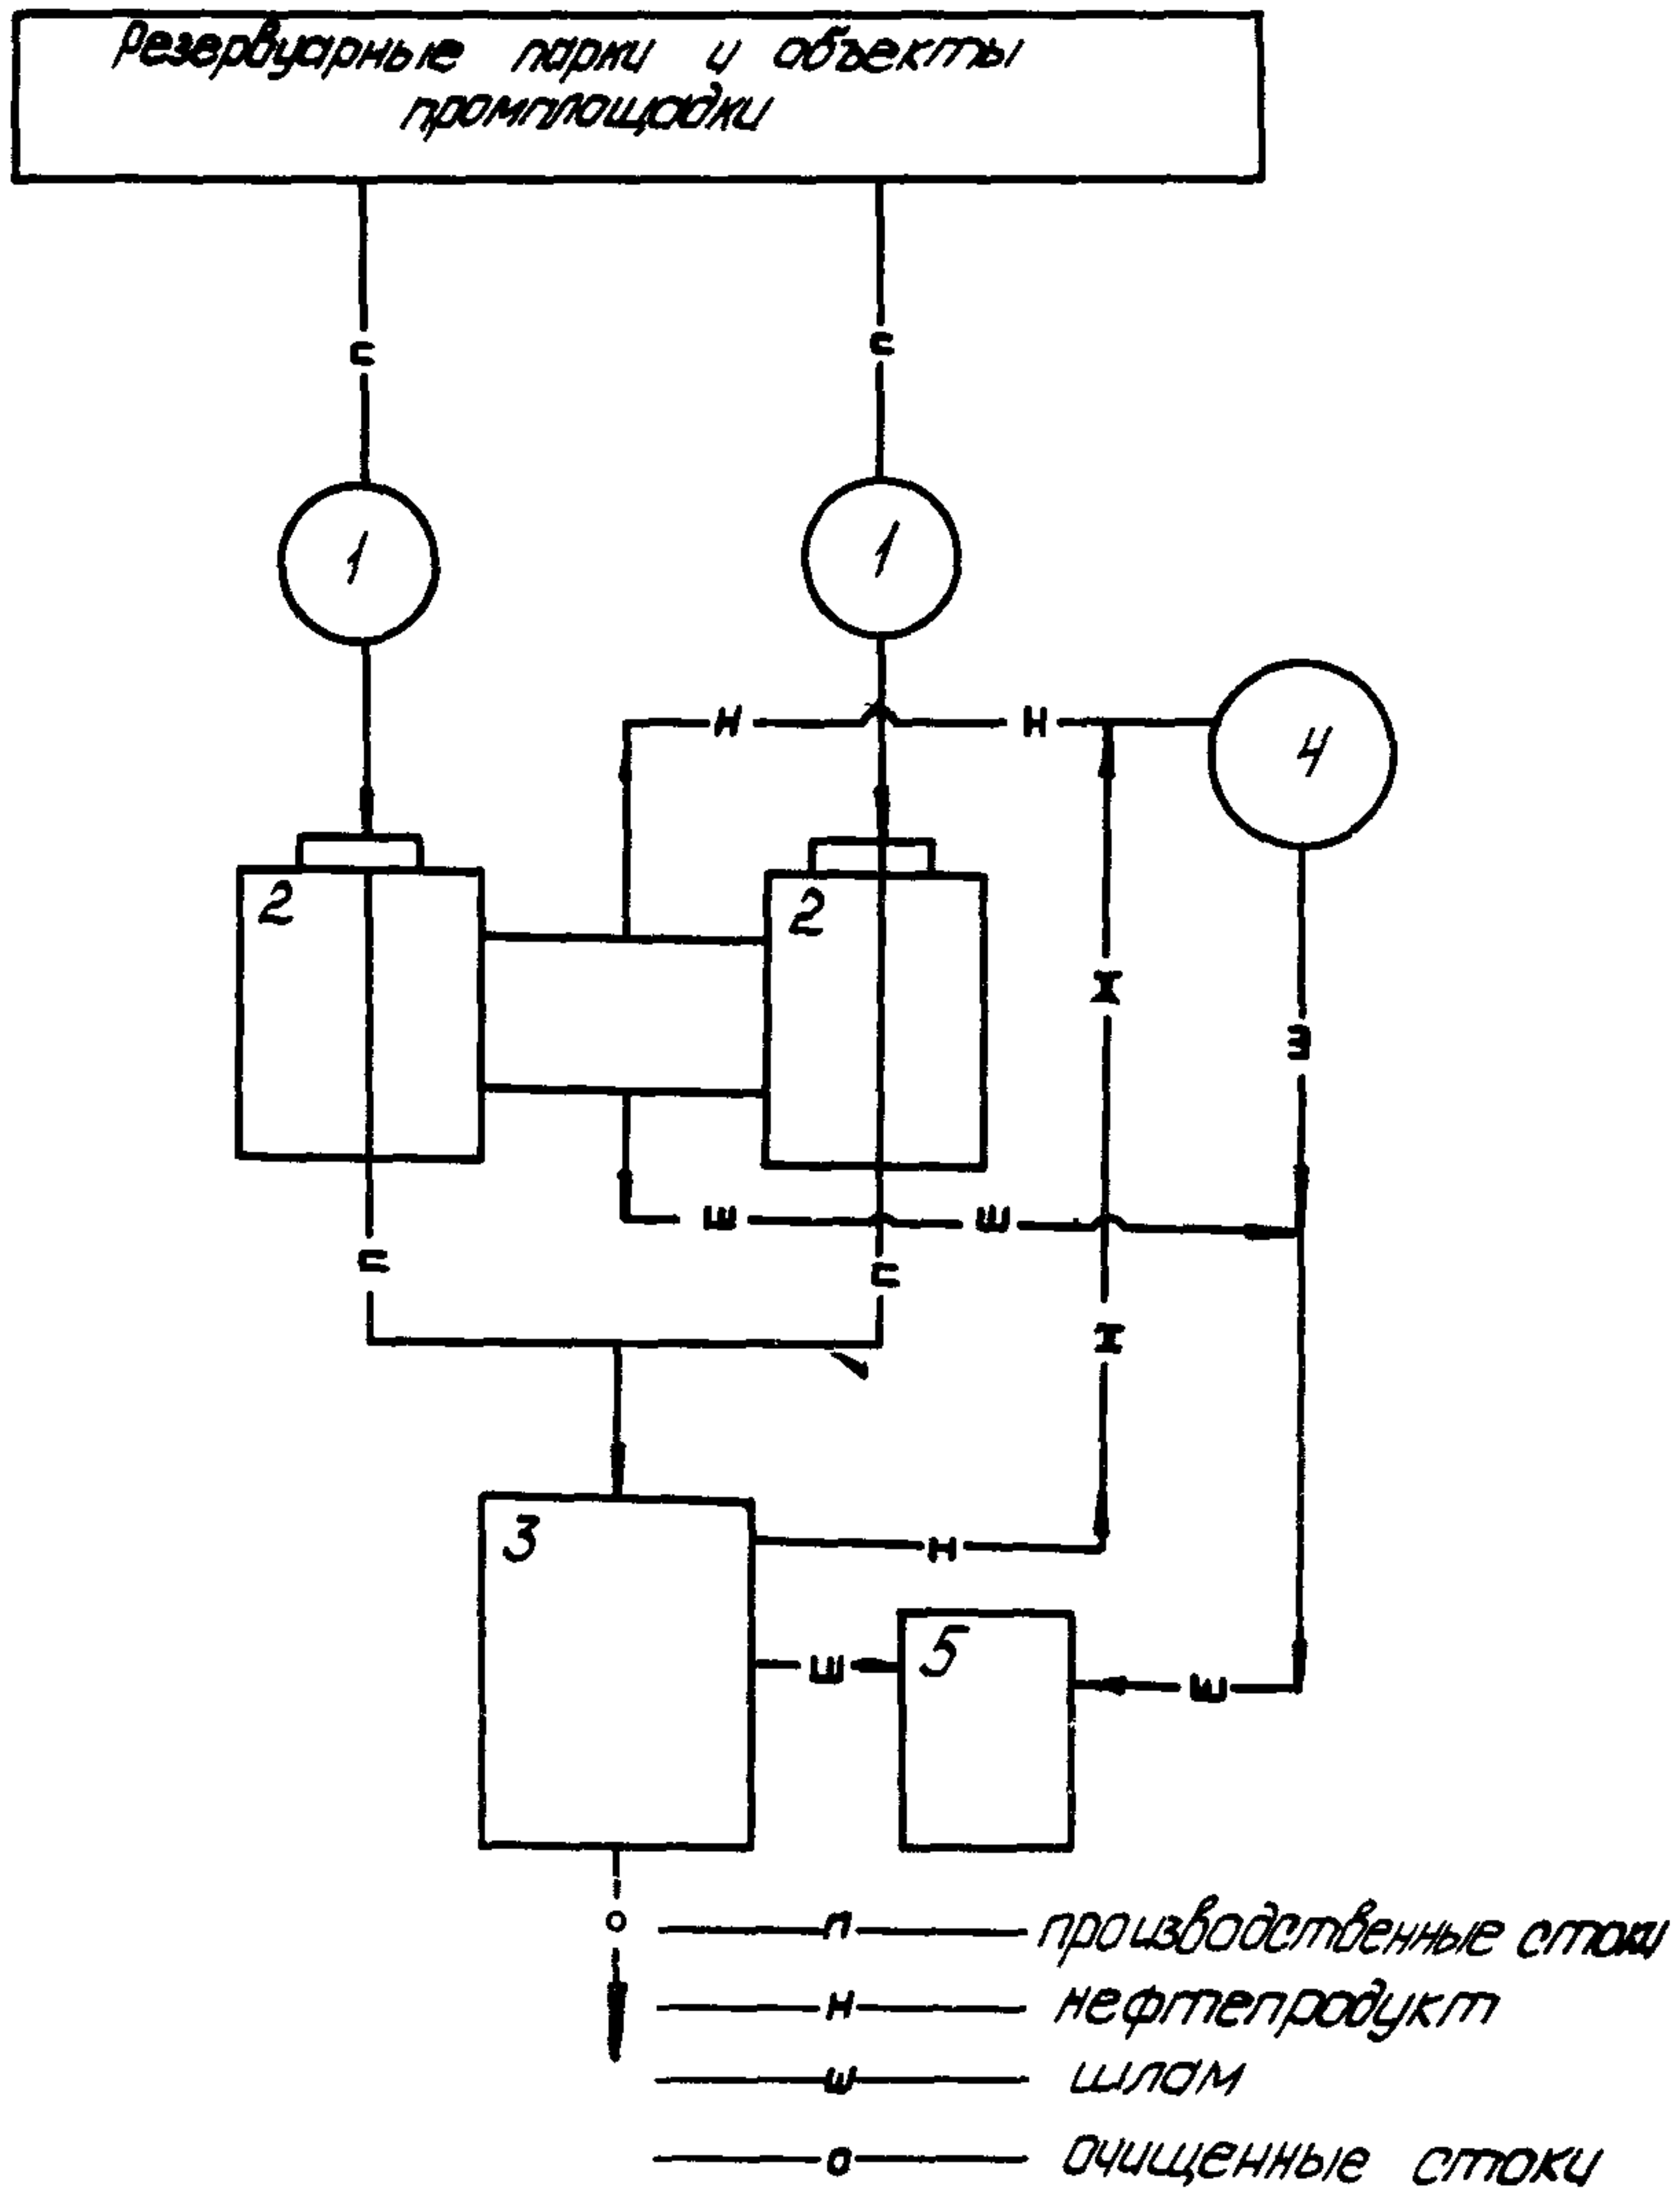 Резервуарные парки и объекты
промплощадки
п п
1 1
н н
4
2 2
н
ш
ш ш
п п
н
3
н
5
ш ш
о п производственные стоки
н нефтепродукт
ш шлам
о очищенные стоки